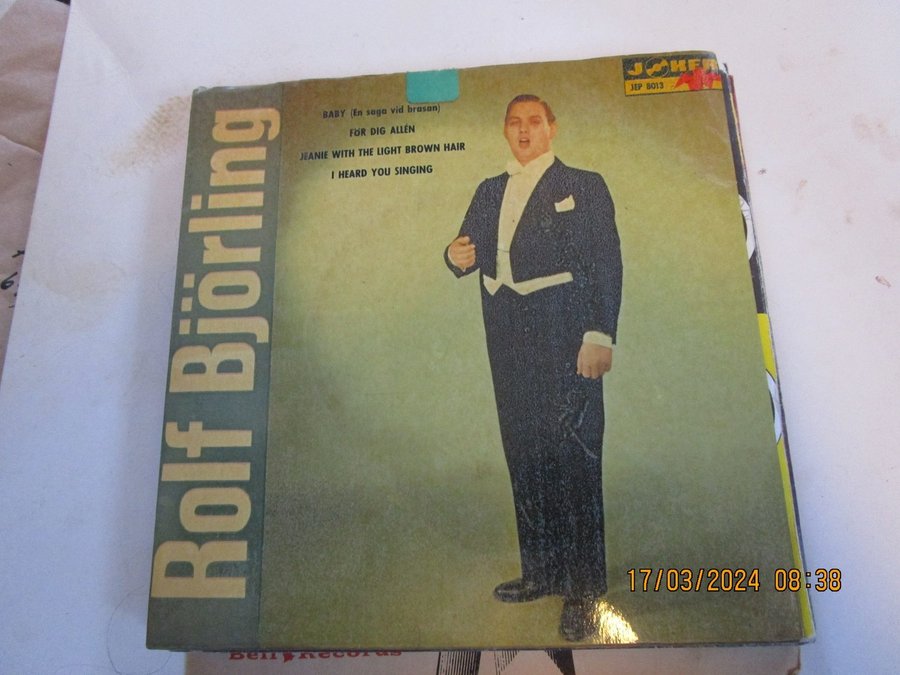 BABY (En saga vid brasan)
FÖR DIG ALLÉN
JEANIE WITH THE LIGHT BROWN HAIR
I HEARD YOU SINGING
JOKER
JEP 8013
Rolf Björling
17/03/2024 08:38
Bell Records